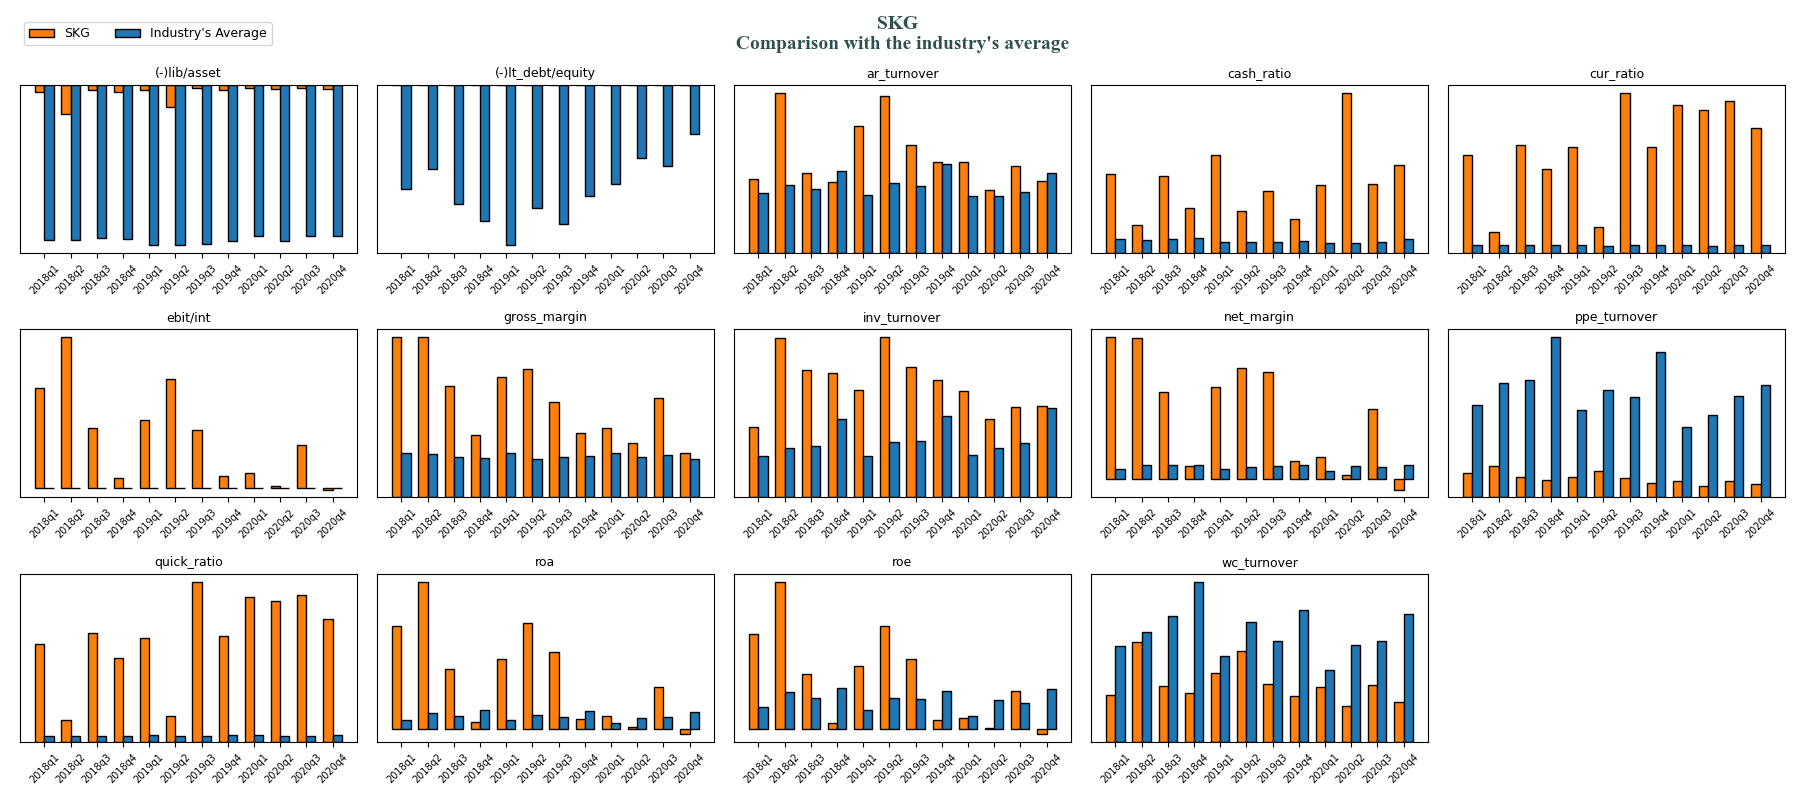 SKG
Comparison with the industry's average
SKG Industry's Average
(-)lib/asset
2018q1 2018q2 2018q3 2018q4 2019q1 2019q2 2019q3 2019q4 2020q1 2020q2 2020q3 2020q4
(-)lt_debt/equity
2018q1 2018q2 2018q3 2018q4 2019q1 2019q2 2019q3 2019q4 2020q1 2020q2 2020q3 2020q4
ar_turnover
2018q1 2018q2 2018q3 2018q4 2019q1 2019q2 2019q3 2019q4 2020q1 2020q2 2020q3 2020q4
cash_ratio
2018q1 2018q2 2018q3 2018q4 2019q1 2019q2 2019q3 2019q4 2020q1 2020q2 2020q3 2020q4
cur_ratio
2018q1 2018q2 2018q3 2018q4 2019q1 2019q2 2019q3 2019q4 2020q1 2020q2 2020q3 2020q4
ebit/int
2018q1 2018q2 2018q3 2018q4 2019q1 2019q2 2019q3 2019q4 2020q1 2020q2 2020q3 2020q4
gross_margin
2018q1 2018q2 2018q3 2018q4 2019q1 2019q2 2019q3 2019q4 2020q1 2020q2 2020q3 2020q4
inv_turnover
2018q1 2018q2 2018q3 2018q4 2019q1 2019q2 2019q3 2019q4 2020q1 2020q2 2020q3 2020q4
net_margin
2018q1 2018q2 2018q3 2018q4 2019q1 2019q2 2019q3 2019q4 2020q1 2020q2 2020q3 2020q4
ppe_turnover
2018q1 2018q2 2018q3 2018q4 2019q1 2019q2 2019q3 2019q4 2020q1 2020q2 2020q3 2020q4
quick_ratio
2018q1 2018q2 2018q3 2018q4 2019q1 2019q2 2019q3 2019q4 2020q1 2020q2 2020q3 2020q4
roa
2018q1 2018q2 2018q3 2018q4 2019q1 2019q2 2019q3 2019q4 2020q1 2020q2 2020q3 2020q4
roe
2018q1 2018q2 2018q3 2018q4 2019q1 2019q2 2019q3 2019q4 2020q1 2020q2 2020q3 2020q4
wc_turnover
2018q1 2018q2 2018q3 2018q4 2019q1 2019q2 2019q3 2019q4 2020q1 2020q2 2020q3 2020q4